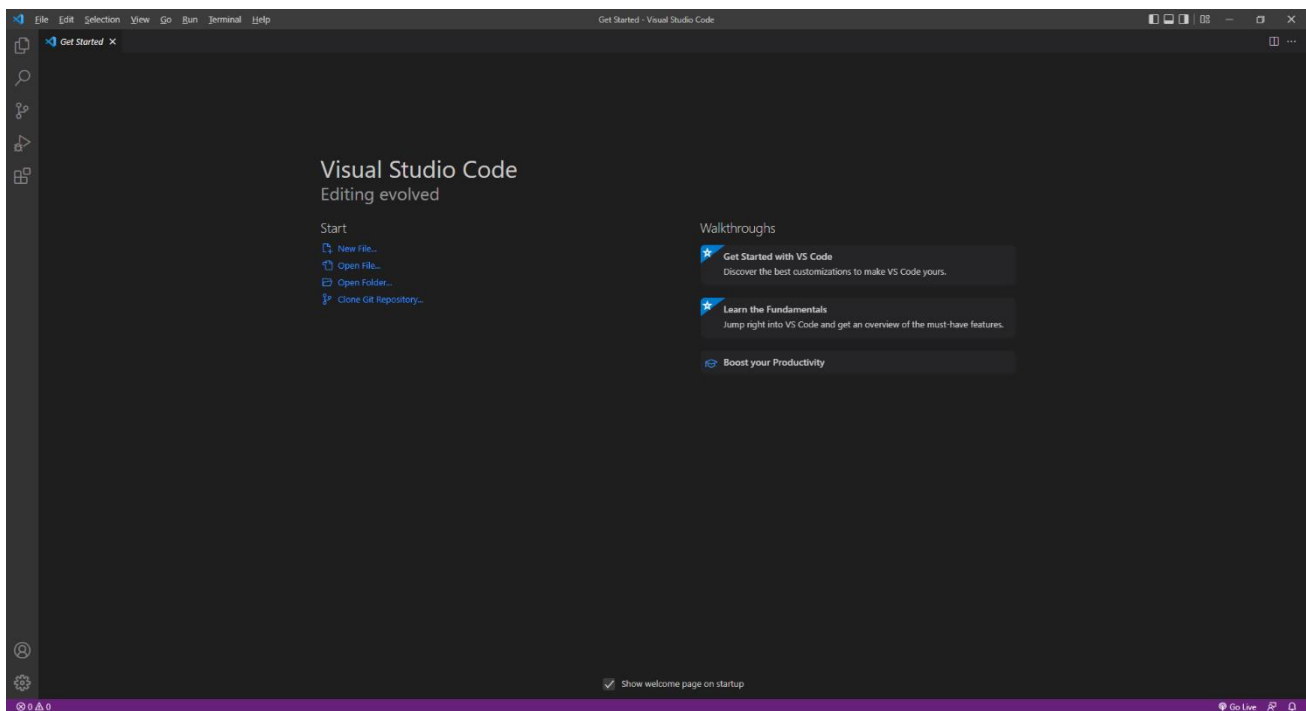 File Edit Selection View Go Run Terminal Help Get Started - Visual Studio Code
Get Started
Visual Studio Code
Editing evolved
Start
New File...
Open File...
Open Folder...
Clone Git Repository...
Walkthroughs
Get Started with VS Code
Discover the best customizations to make VS Code yours.
Learn the Fundamentals
Jump right into VS Code and get an overview of the must-have features.
Boost your Productivity
Show welcome page on startup
0 0 Go Live